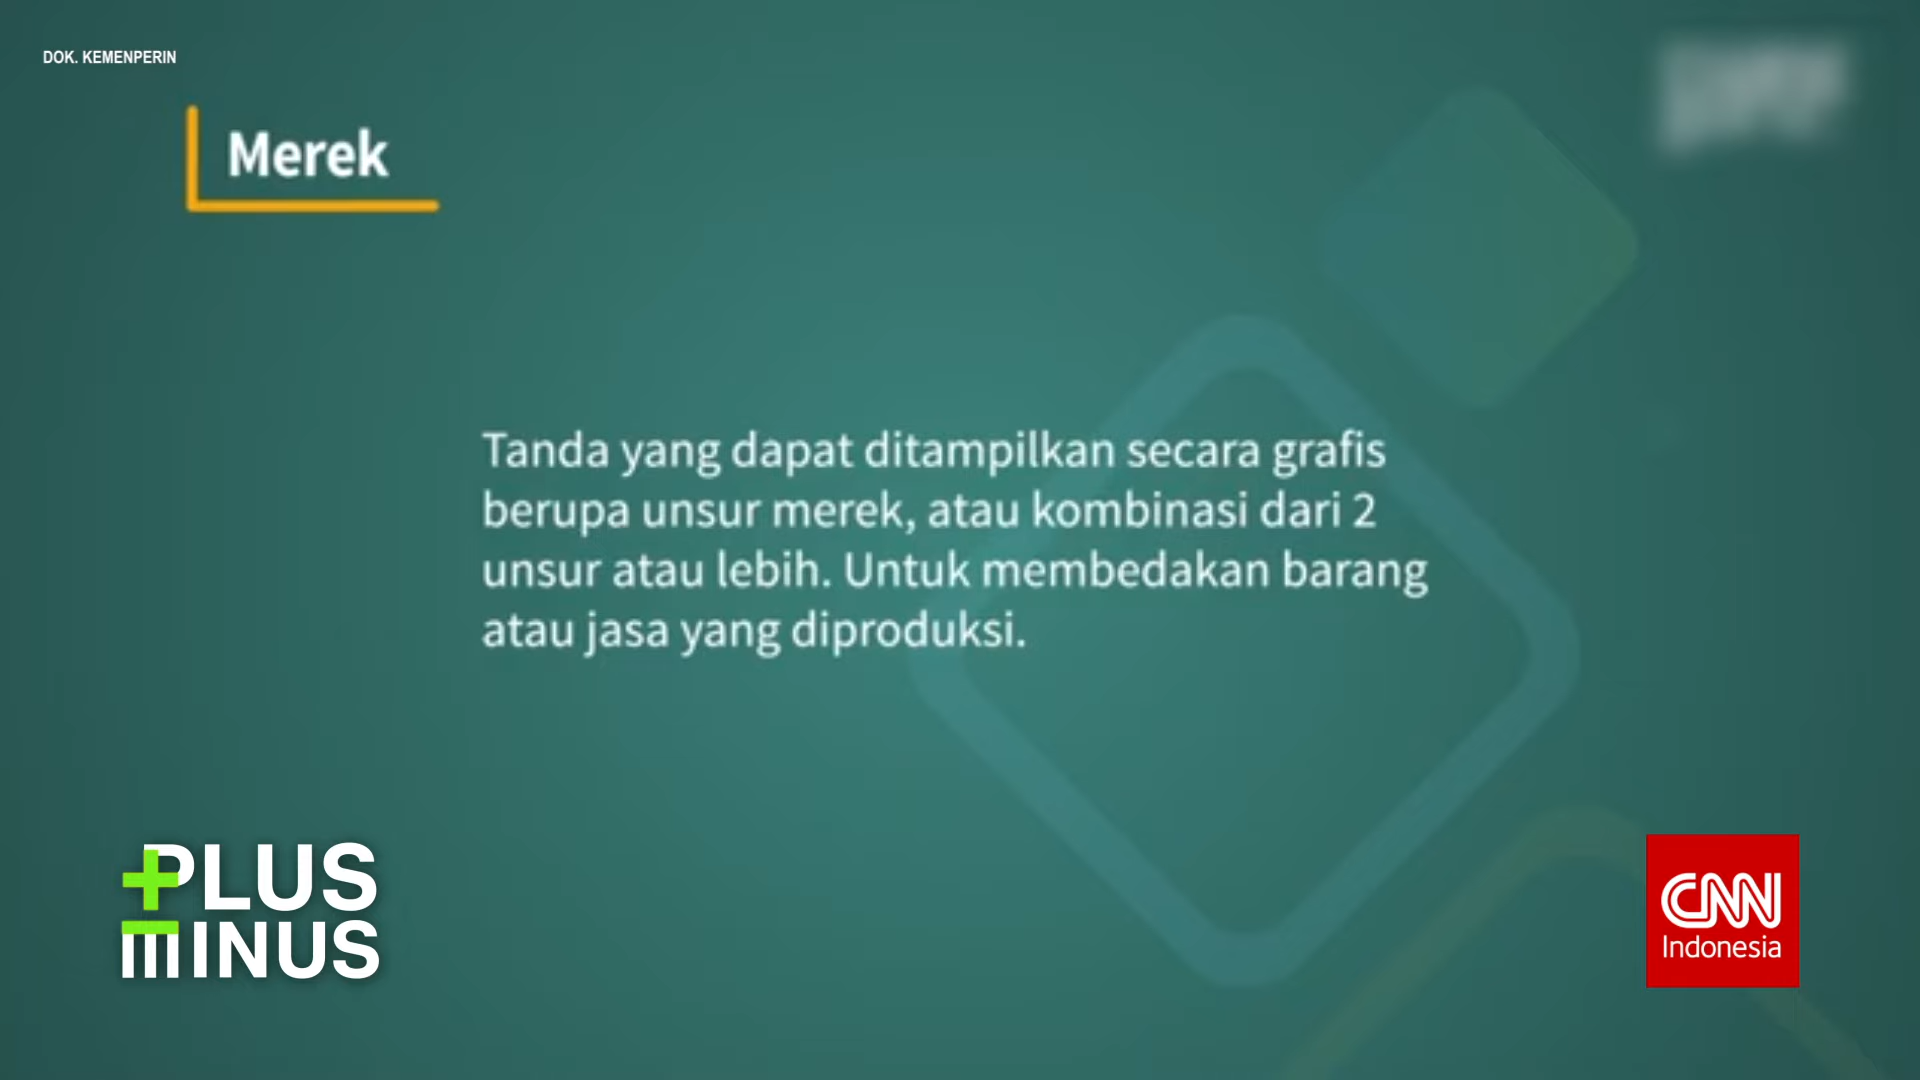 DOK. KEMENPERIN
Merek
Tanda yang dapat ditampilkan secara grafis
berupa unsur merek, atau kombinasi dari 2
unsur atau lebih. Untuk membedakan barang
atau jasa yang diproduksi.
PLUS
MINUS
CNN
Indonesia